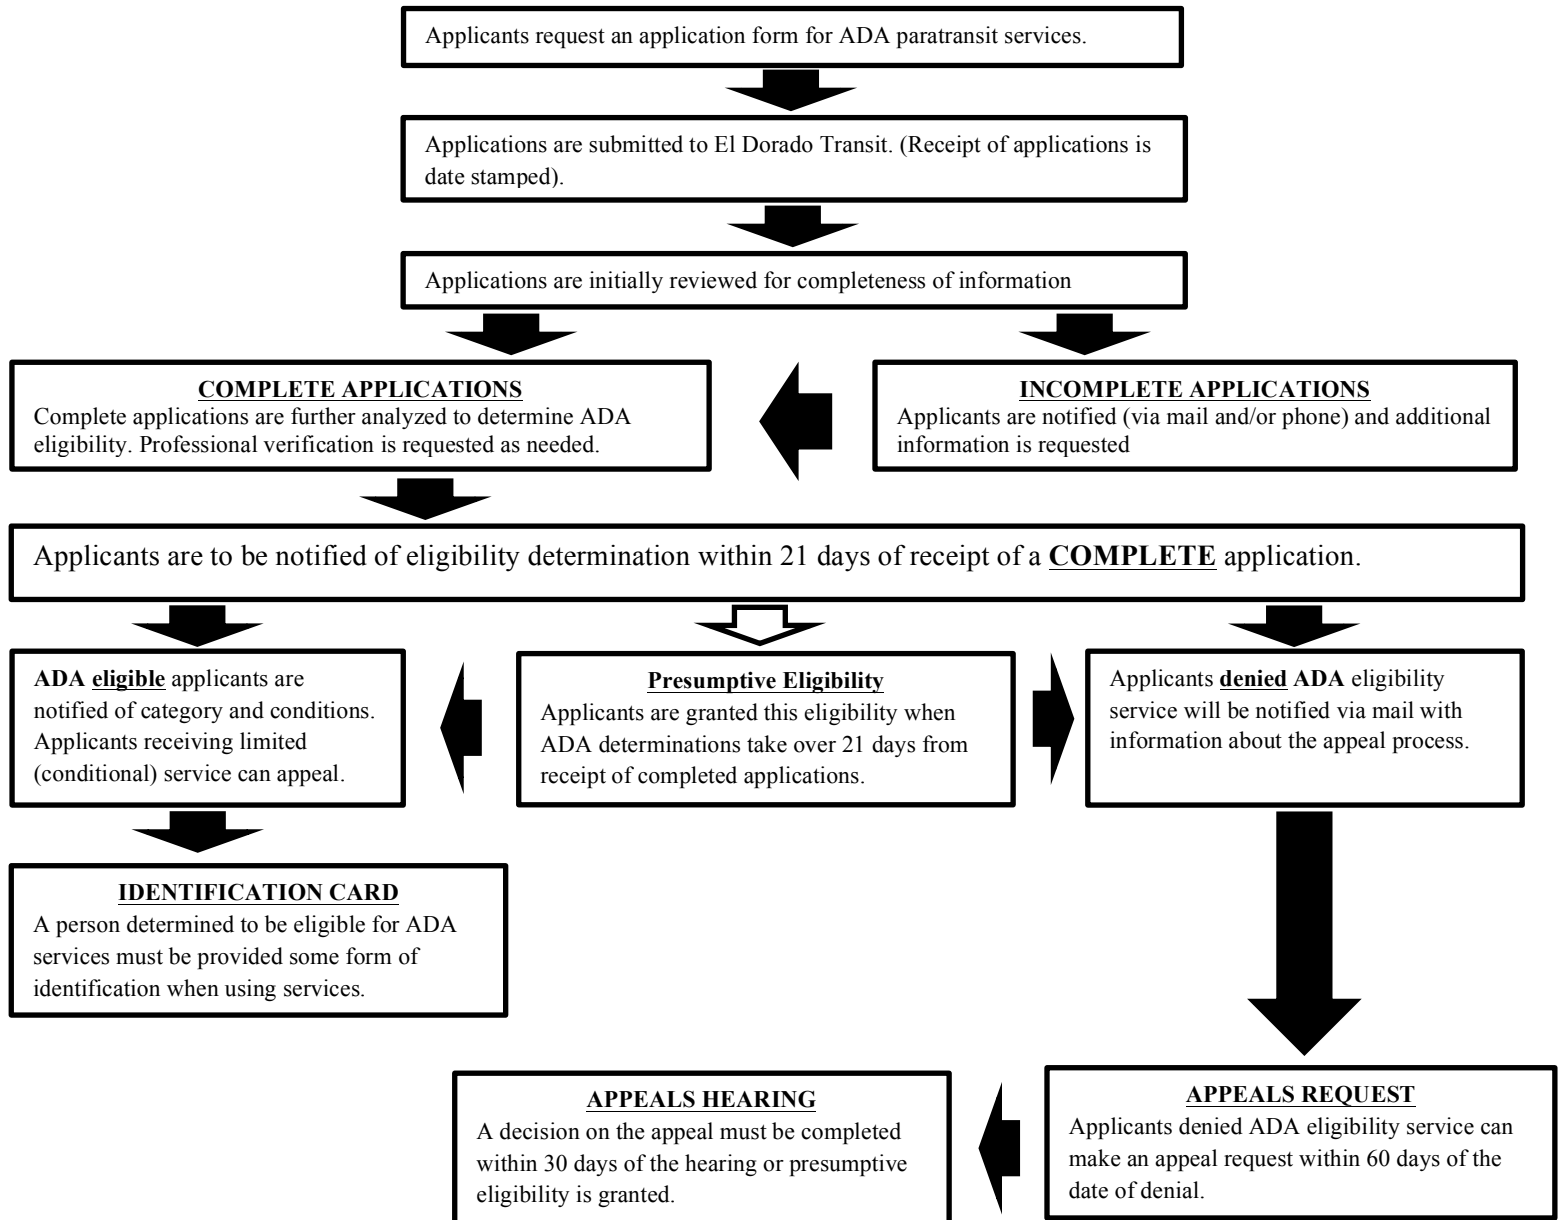 Applicants request an application form for ADA paratransit services.
Applications are submitted to El Dorado Transit. (Receipt of applications is
date stamped).
Applications are initially reviewed for completeness of information
COMPLETE APPLICATIONS
Complete applications are further analyzed to determine ADA
eligibility. Professional verification is requested as needed.
INCOMPLETE APPLICATIONS
Applicants are notified (via mail and/or phone) and additional
information is requested
Applicants are to be notified of eligibility determination within 21 days of receipt of a COMPLETE application.
ADA eligible applicants are
notified of category and conditions.
Applicants receiving limited
(conditional) service can appeal.
Presumptive Eligibility
Applicants are granted this eligibility when
ADA determinations take over 21 days from
receipt of completed applications.
Applicants denied ADA eligibility
service will be notified via mail with
information about the appeal process.
IDENTIFICATION CARD
A person determined to be eligible for ADA
services must be provided some form of
identification when using services.
APPEALS HEARING
A decision on the appeal must be completed
within 30 days of the hearing or presumptive
eligibility is granted.
APPEALS REQUEST
Applicants denied ADA eligibility service can
make an appeal request within 60 days of the
date of denial.